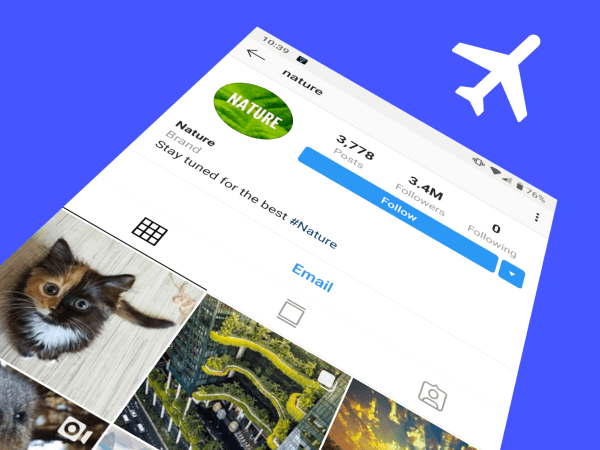 10:39
76%
nature
NATURE
3,778
Posts
3.4M
Followers
0
Following
Follow
Nature
Brand
Stay tuned for the best #Nature
Email